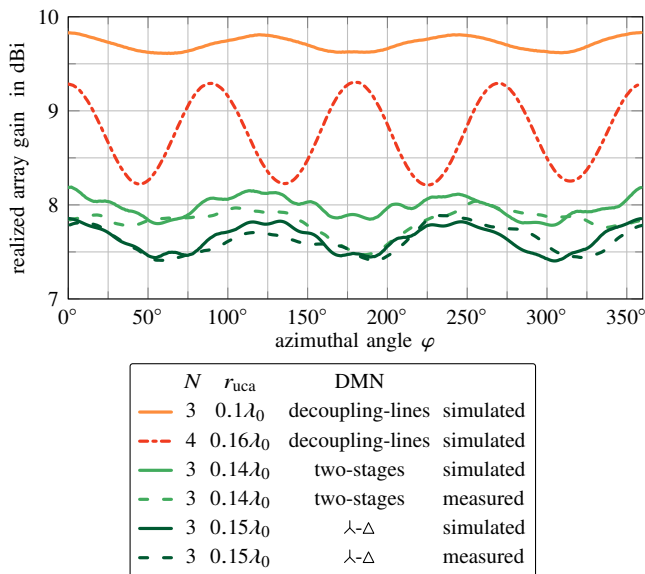 realized array gain in dBi
10
9
8
7
0° 50° 100° 150° 200° 250° 300° 350°
azimuthal angle φ
N r_uca DMN
3 0.1λ₀ decoupling-lines simulated
4 0.16λ₀ decoupling-lines simulated
3 0.14λ₀ two-stages simulated
3 0.14λ₀ two-stages measured
3 0.15λ₀ ⅄-△ simulated
3 0.15λ₀ ⅄-△ measured